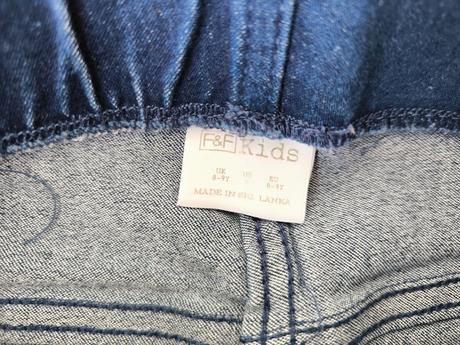 F&F Kids
UK US EU
8-9Y 8-9Y
MADE IN SRI LANKA